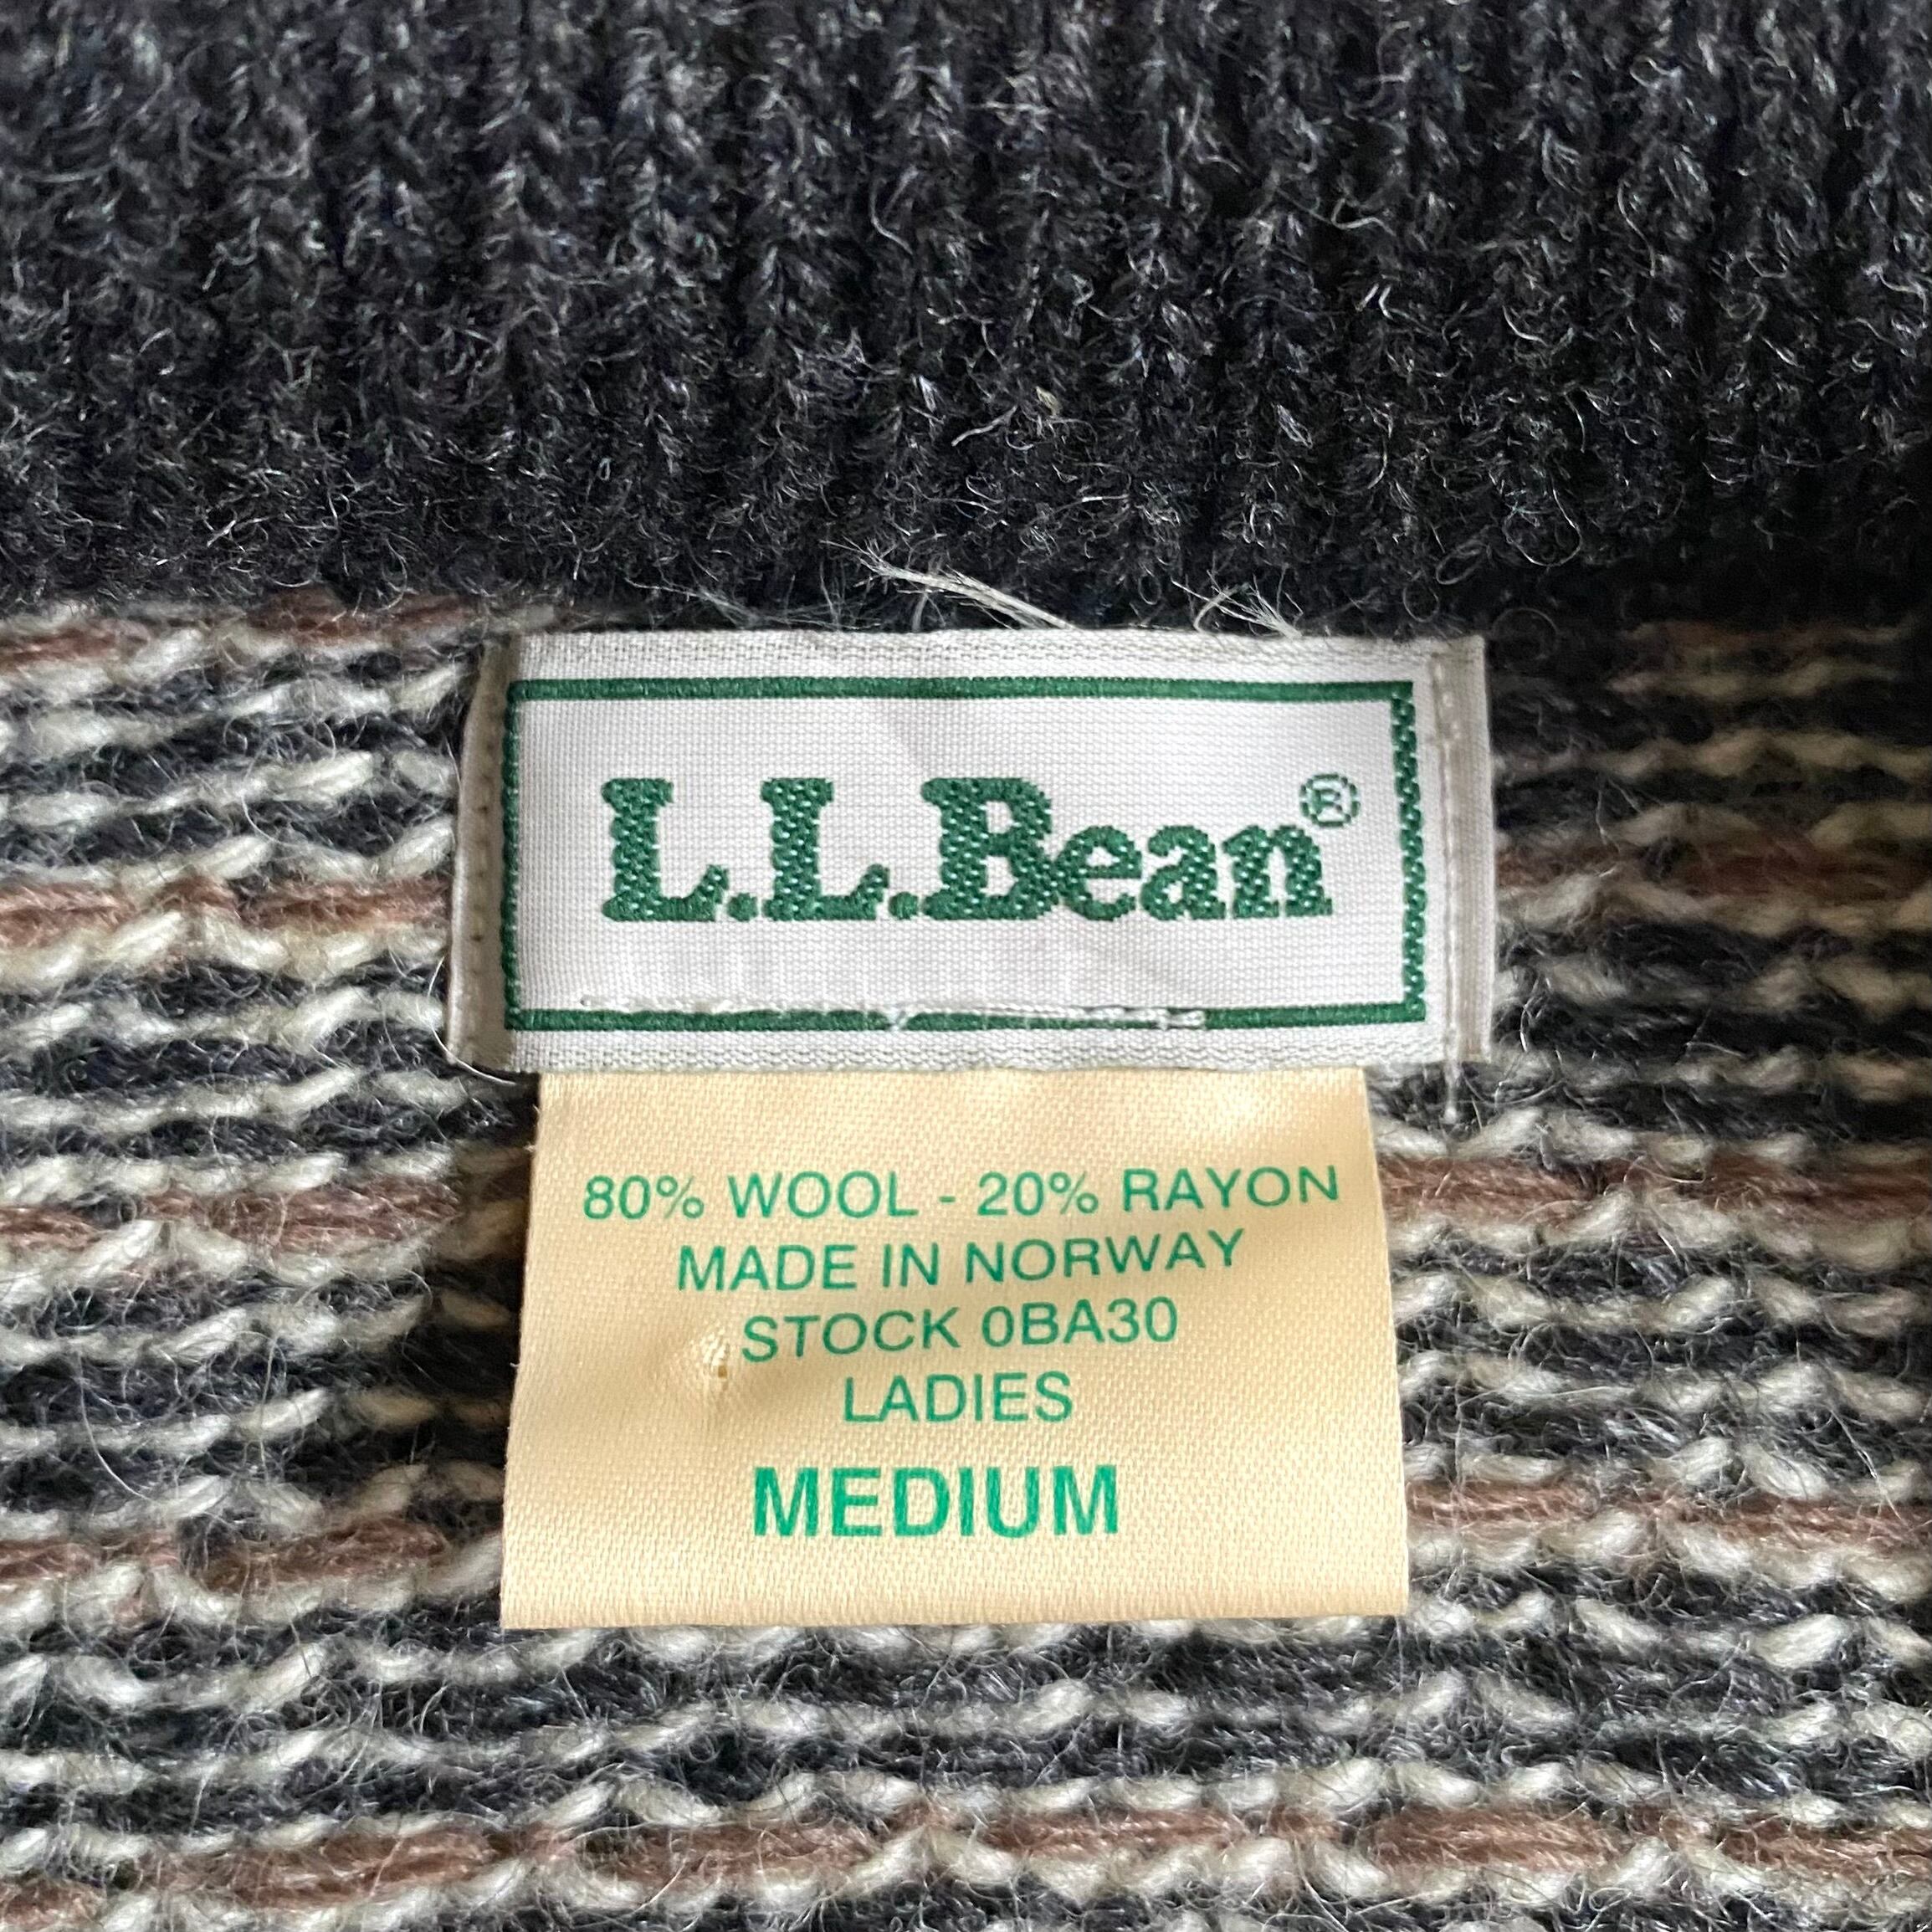 L.L.Bean®
80% WOOL - 20% RAYON
MADE IN NORWAY
STOCK 0BA30
LADIES
MEDIUM